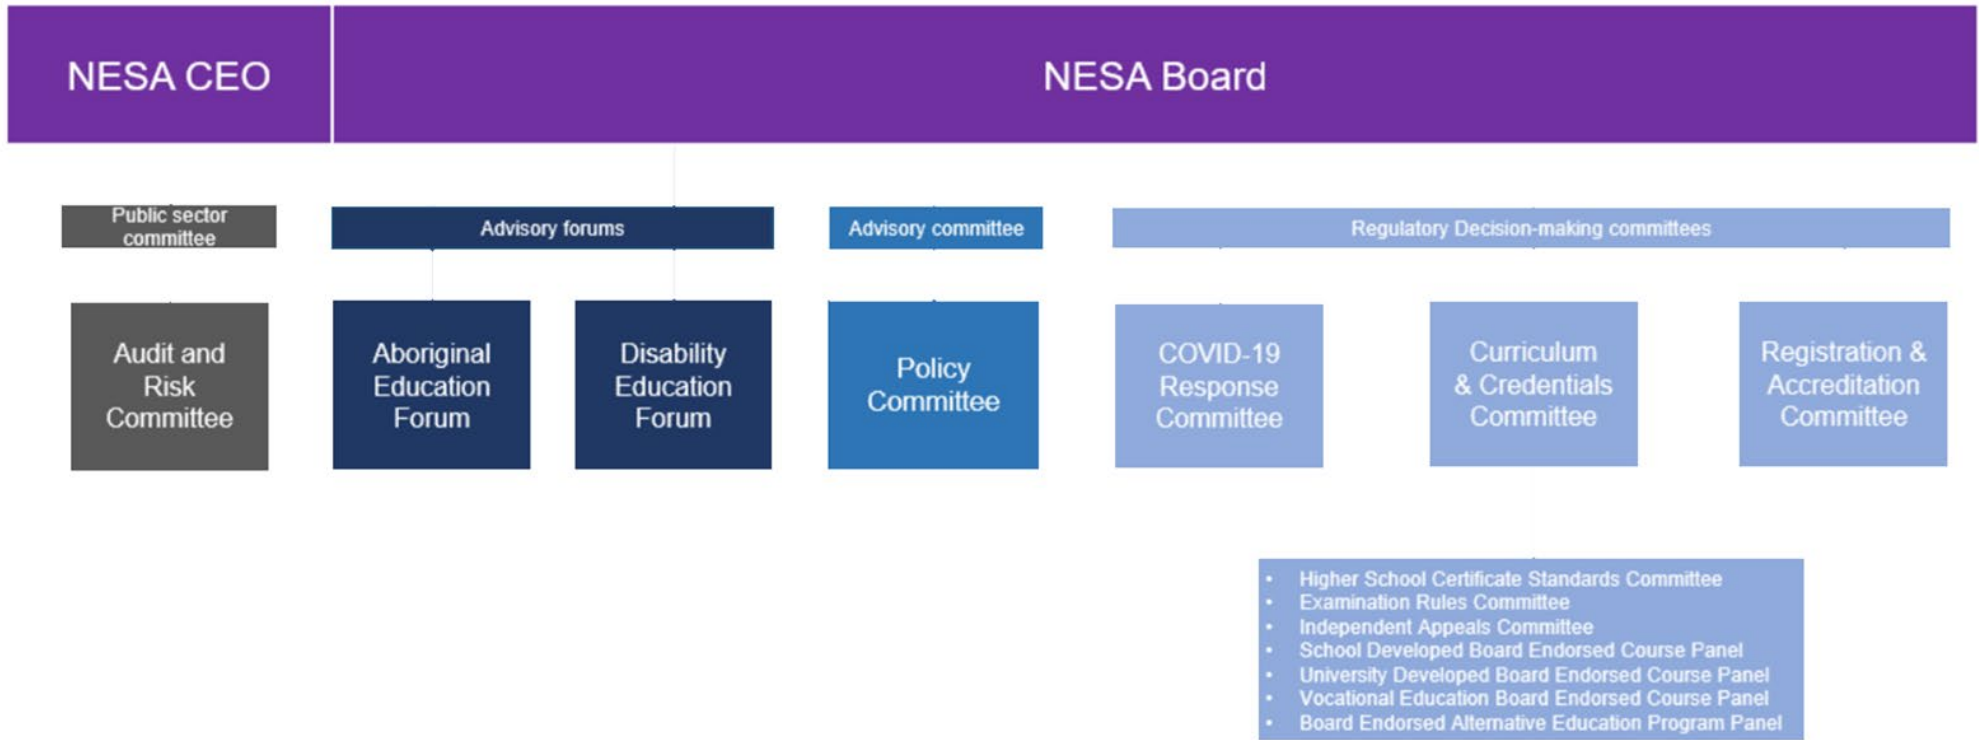 NESA CEO
NESA Board
Public sector
committee
Advisory forums
Advisory committee
Regulatory Decision-making committees
Audit and
Risk
Committee
Aboriginal
Education
Forum
Disability
Education
Forum
Policy
Committee
COVID-19
Response
Committee
Curriculum
& Credentials
Committee
Registration &
Accreditation
Committee
• Higher School Certificate Standards Committee
• Examination Rules Committee
• Independent Appeals Committee
• School Developed Board Endorsed Course Panel
• University Developed Board Endorsed Course Panel
• Vocational Education Board Endorsed Course Panel
• Board Endorsed Alternative Education Program Panel